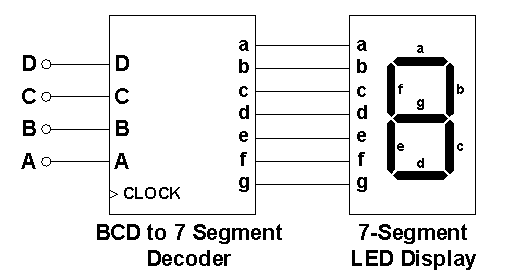 a a a
D D b b f b
C C c c g
B B d d e c
A A e e d
f f
g g
> CLOCK
BCD to 7 Segment 7-Segment
Decoder LED Display